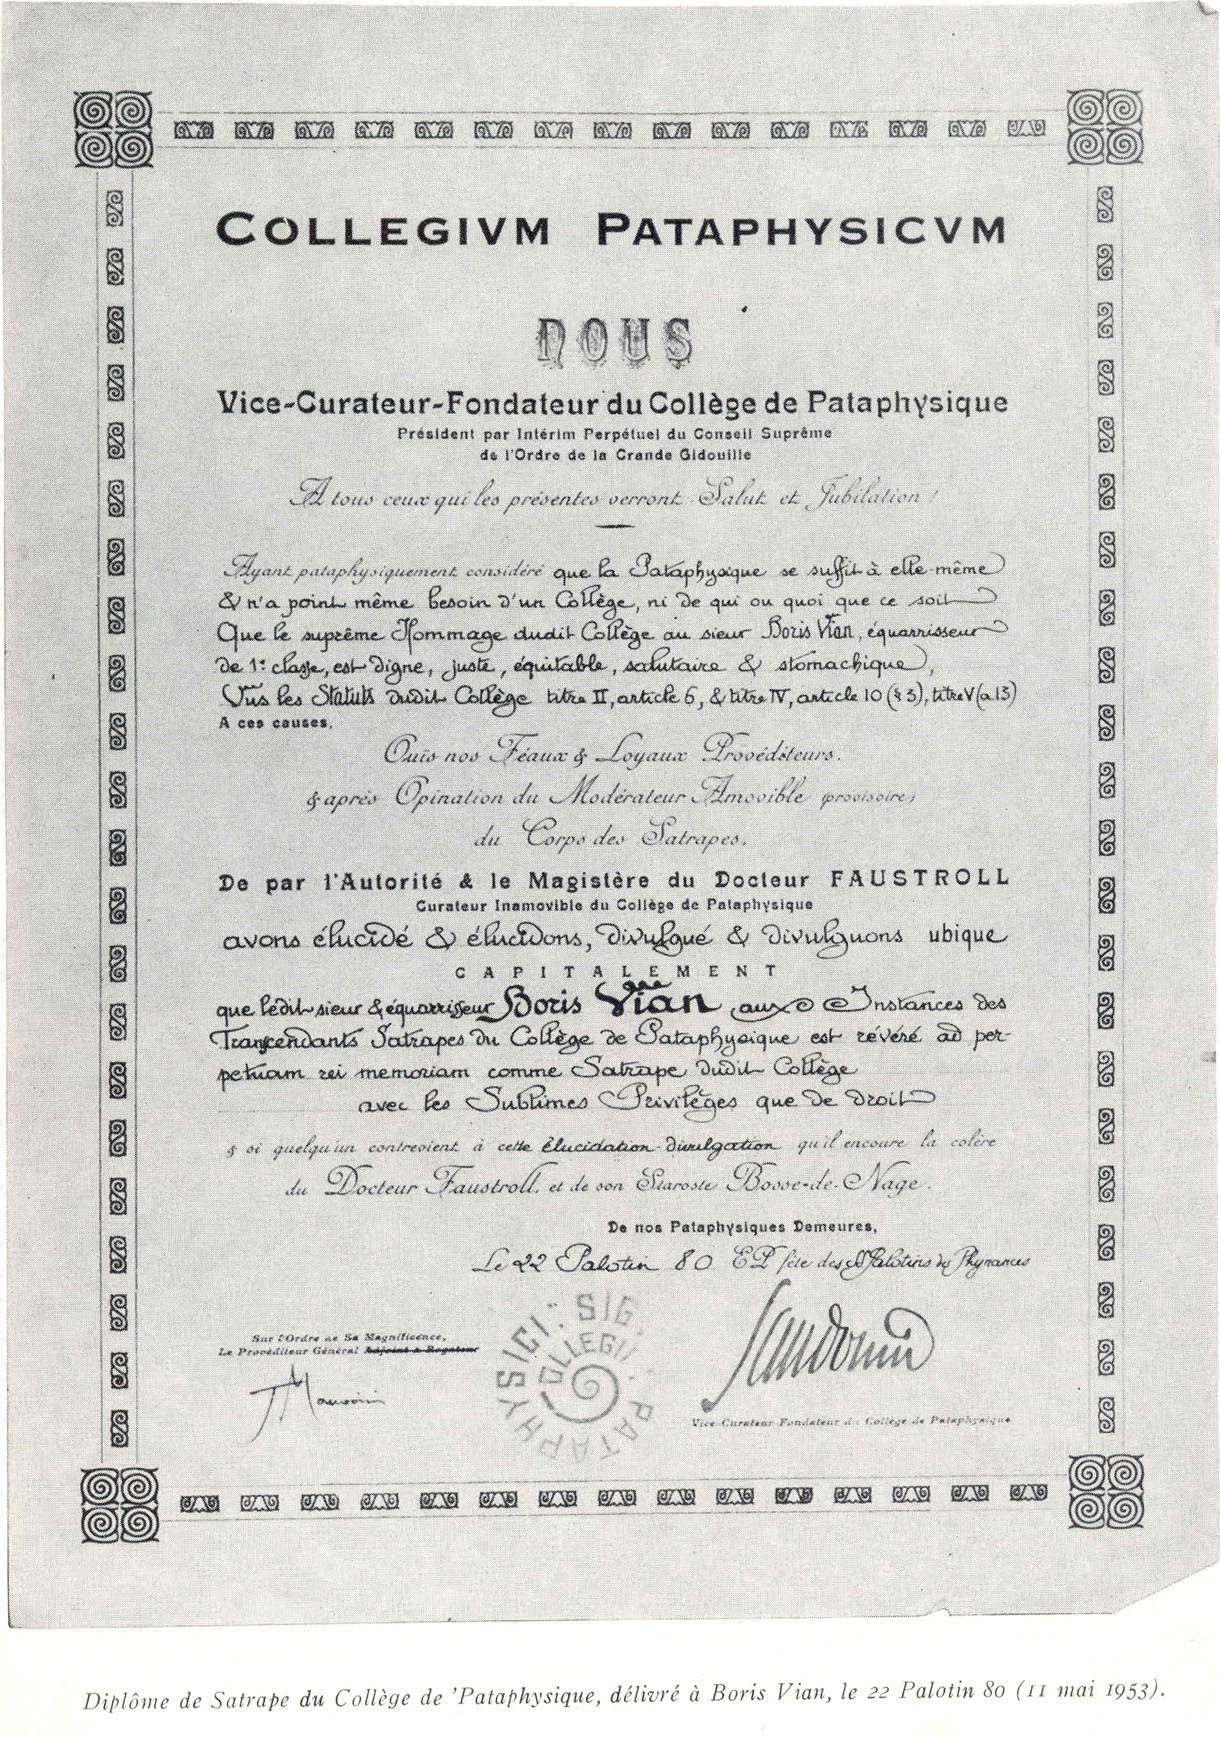 COLLEGIVM PATAPHYSICVM
NOUS
Vice-Curateur-Fondateur du Collège de Pataphysique
Président par Intérim Perpétuel du Conseil Suprême
de l'Ordre de la Grande Gidouille
A tous ceux qui les présentes verront Salut et Jubilation !
Ayant pataphysiquement considéré que la Pataphysique se suffit à elle-même
& n'a point même besoin d'un Collège, ni de qui ou quoi que ce soit
Que le suprême Hommage dudit Collège au sieur Boris Vian, équarrisseur
de 1e classe, est digne, juste, équitable, salutaire & stomachique,
Vus les Statuts dudit Collège titre II, article 6, & titre IV, article 10 (§ 3), titre V (a.13)
A ces causes,
Ouïs nos Féaux & Loyaux Provéditeurs.
& après Opination du Modérateur Amovible (provisoire)
du Corps des Satrapes.
De par l'Autorité & le Magistère du Docteur FAUSTROLL
Curateur Inamovible du Collège de Pataphysique
avons élucidé & élucidons, divulgué & divulguons ubique
CAPITALEMENT
que ledit sieur & équarrisseur Boris Vian aux Instances des
Transcendants Satrapes du Collège de Pataphysique est révéré ad per-
petuam rei memoriam comme Satrape dudit Collège
avec les Sublimes Privilèges que de droit
& si quelqu'un contrevient à cette élucidation-divulgation qu'il encoure la colère
du Docteur Faustroll, et de son Staroste Bosse-de-Nage.
De nos Pataphysiques Demeures,
Le 22 Palotin 80 EP fête des Palotins des Phynances
Sur l'Ordre de Sa Magnificence,
Le Provéditeur Général Adjoint & Rogateur
SIG. COLLEGII PATAPHYSICI
Sandomir
Vice-Curateur-Fondateur du Collège de Pataphysique
Diplôme de Satrape du Collège de 'Pataphysique, délivré à Boris Vian, le 22 Palotin 80 (11 mai 1953).